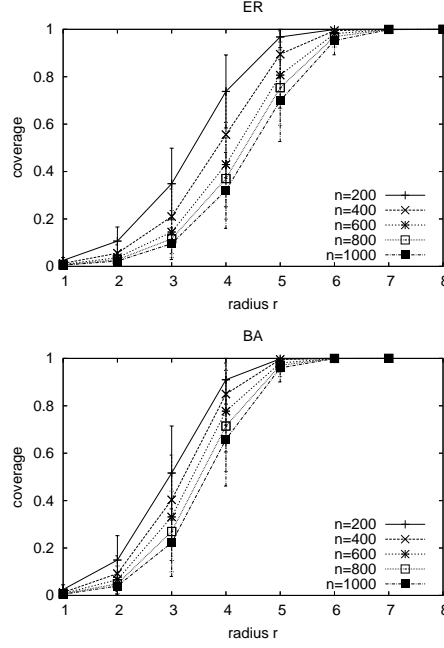 ER
1
0.8
0.6
0.4
0.2
0
coverage
n=200
n=400
n=600
n=800
n=1000
1 2 3 4 5 6 7 8
radius r
BA
1
0.8
0.6
0.4
0.2
0
coverage
n=200
n=400
n=600
n=800
n=1000
1 2 3 4 5 6 7 8
radius r